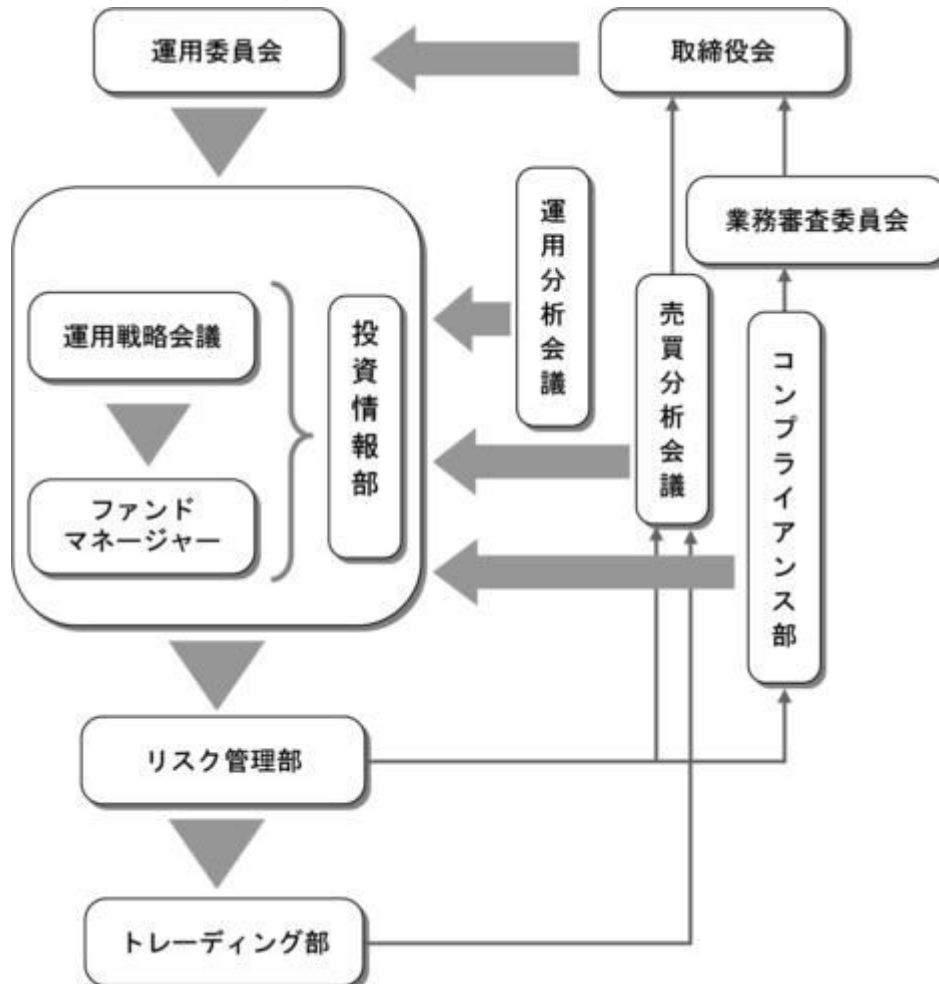 運用委員会
取締役会
運用分析会議
業務審査委員会
売買分析会議
コンプライアンス部
運用戦略会議
投資情報部
ファンド
マネージャー
リスク管理部
トレーディング部